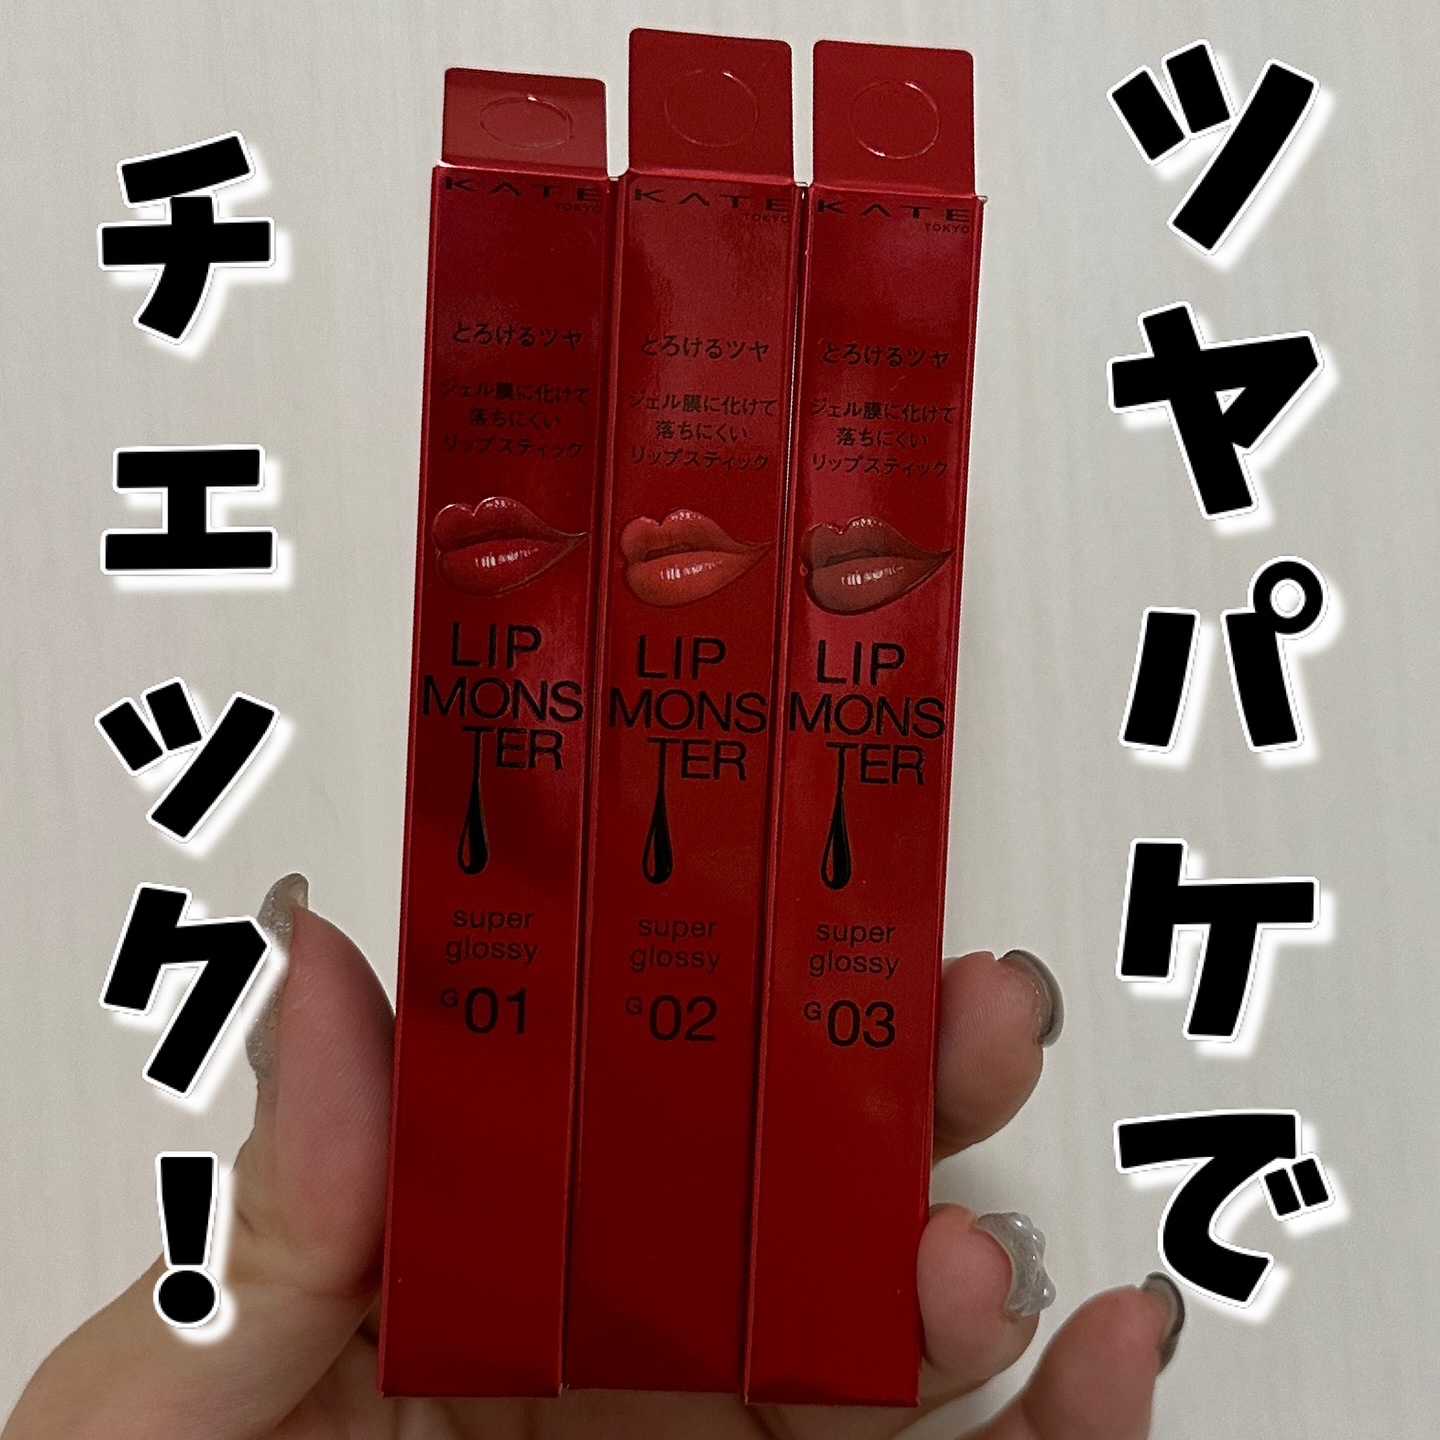 ツヤパケで
チェック!
KATE
TOKYO
とろけるツヤ
ジェル膜に化けて
落ちにくい
リップスティック
LIP
MONS
TER
super
glossy
G01
KATE
TOKYO
とろけるツヤ
ジェル膜に化けて
落ちにくい
リップスティック
LIP
MONS
TER
super
glossy
G02
KATE
TOKYO
とろけるツヤ
ジェル膜に化けて
落ちにくい
リップスティック
LIP
MONS
TER
super
glossy
G03